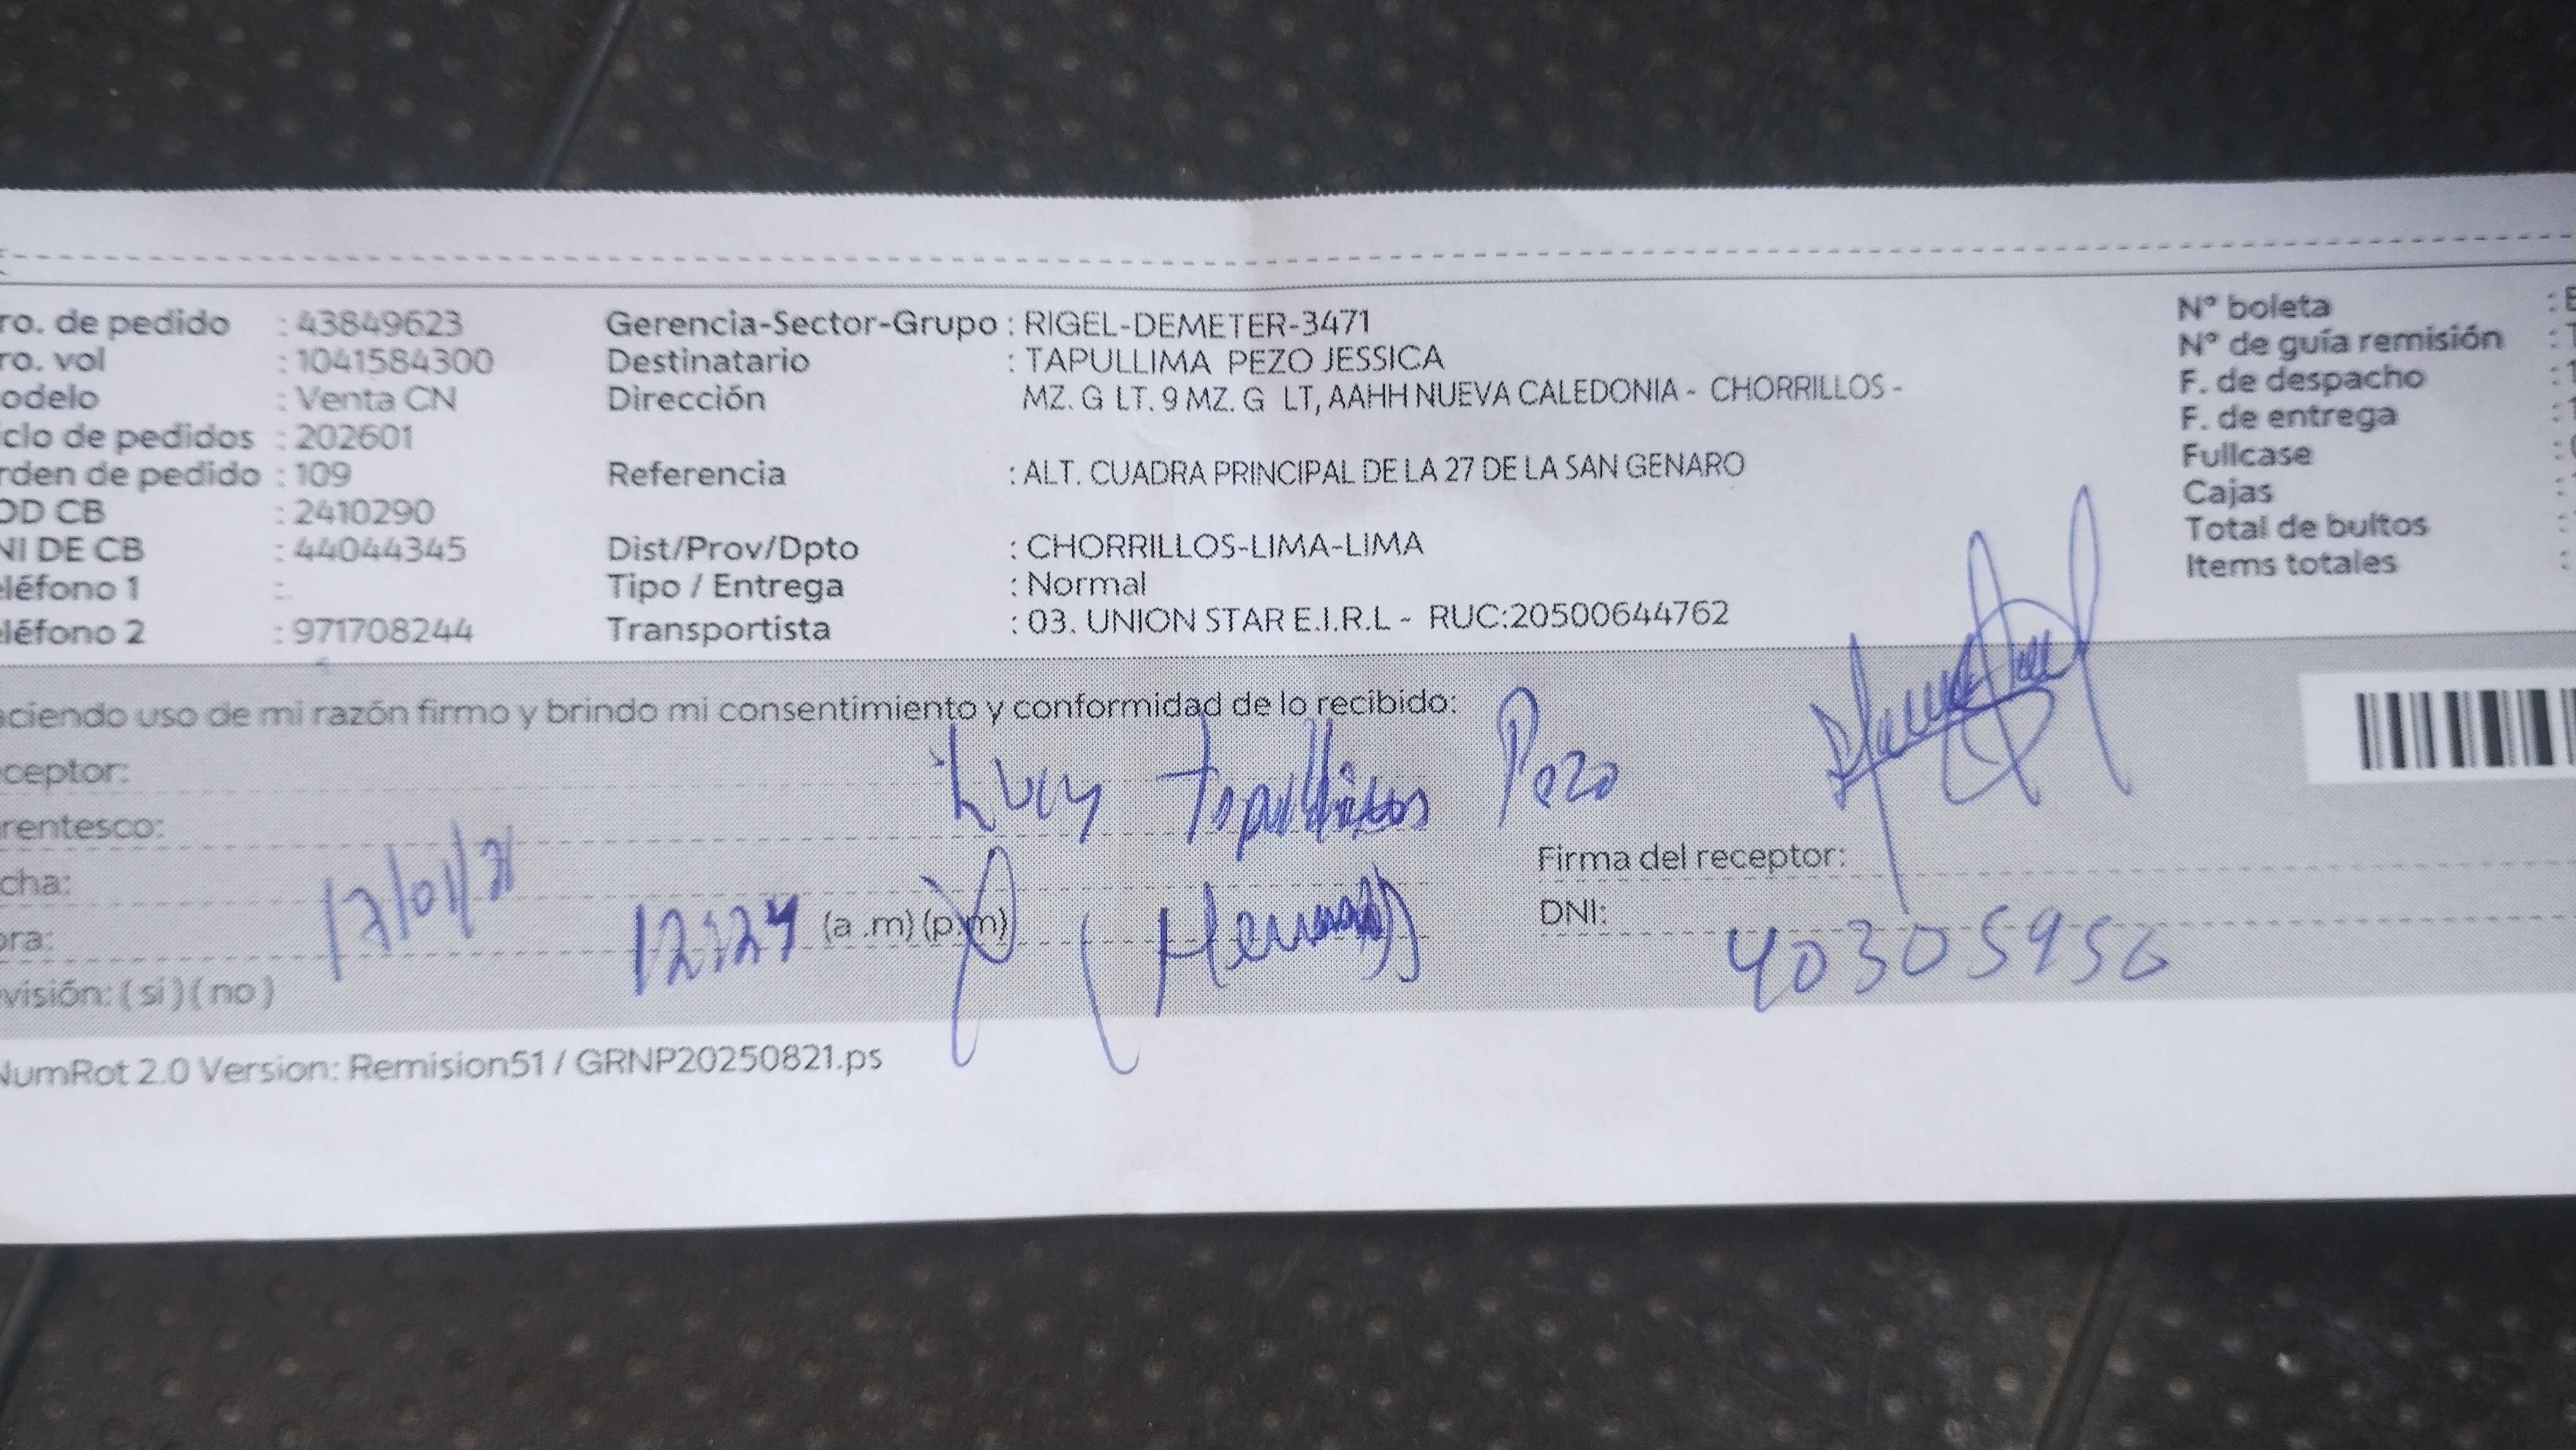 ro. de pedido : 43849623 Gerencia-Sector-Grupo : RIGEL-DEMETER-3471 N° boleta :
ro. vol : 1041584300 Destinatario : TAPULLIMA PEZO JESSICA N° de guía remisión :
odelo : Venta CN Dirección MZ. G LT. 9 MZ. G LT, AAHH NUEVA CALEDONIA - CHORRILLOS - F. de despacho :
clo de pedidos : 202601 F. de entrega :
rden de pedido : 109 Referencia : ALT. CUADRA PRINCIPAL DE LA 27 DE LA SAN GENARO Fullcase :
OD CB : 2410290 Cajas :
NI DE CB : 44044345 Dist/Prov/Dpto : CHORRILLOS-LIMA-LIMA Total de bultos :
eléfono 1 : Tipo / Entrega : Normal Items totales :
eléfono 2 : 971708244 Transportista : 03. UNION STAR E.I.R.L - RUC:20500644762
aciendo uso de mi razón firmo y brindo mi consentimiento y conformidad de lo recibido:
ceptor: Lucy Pezo
rentesco:
Firma del receptor:
cha: 17/01/
ora: 12:24 (a .m) (p.m) DNI: 40305956
visión: ( si ) ( no )
NumRot 2.0 Version: Remision51 / GRNP20250821.ps